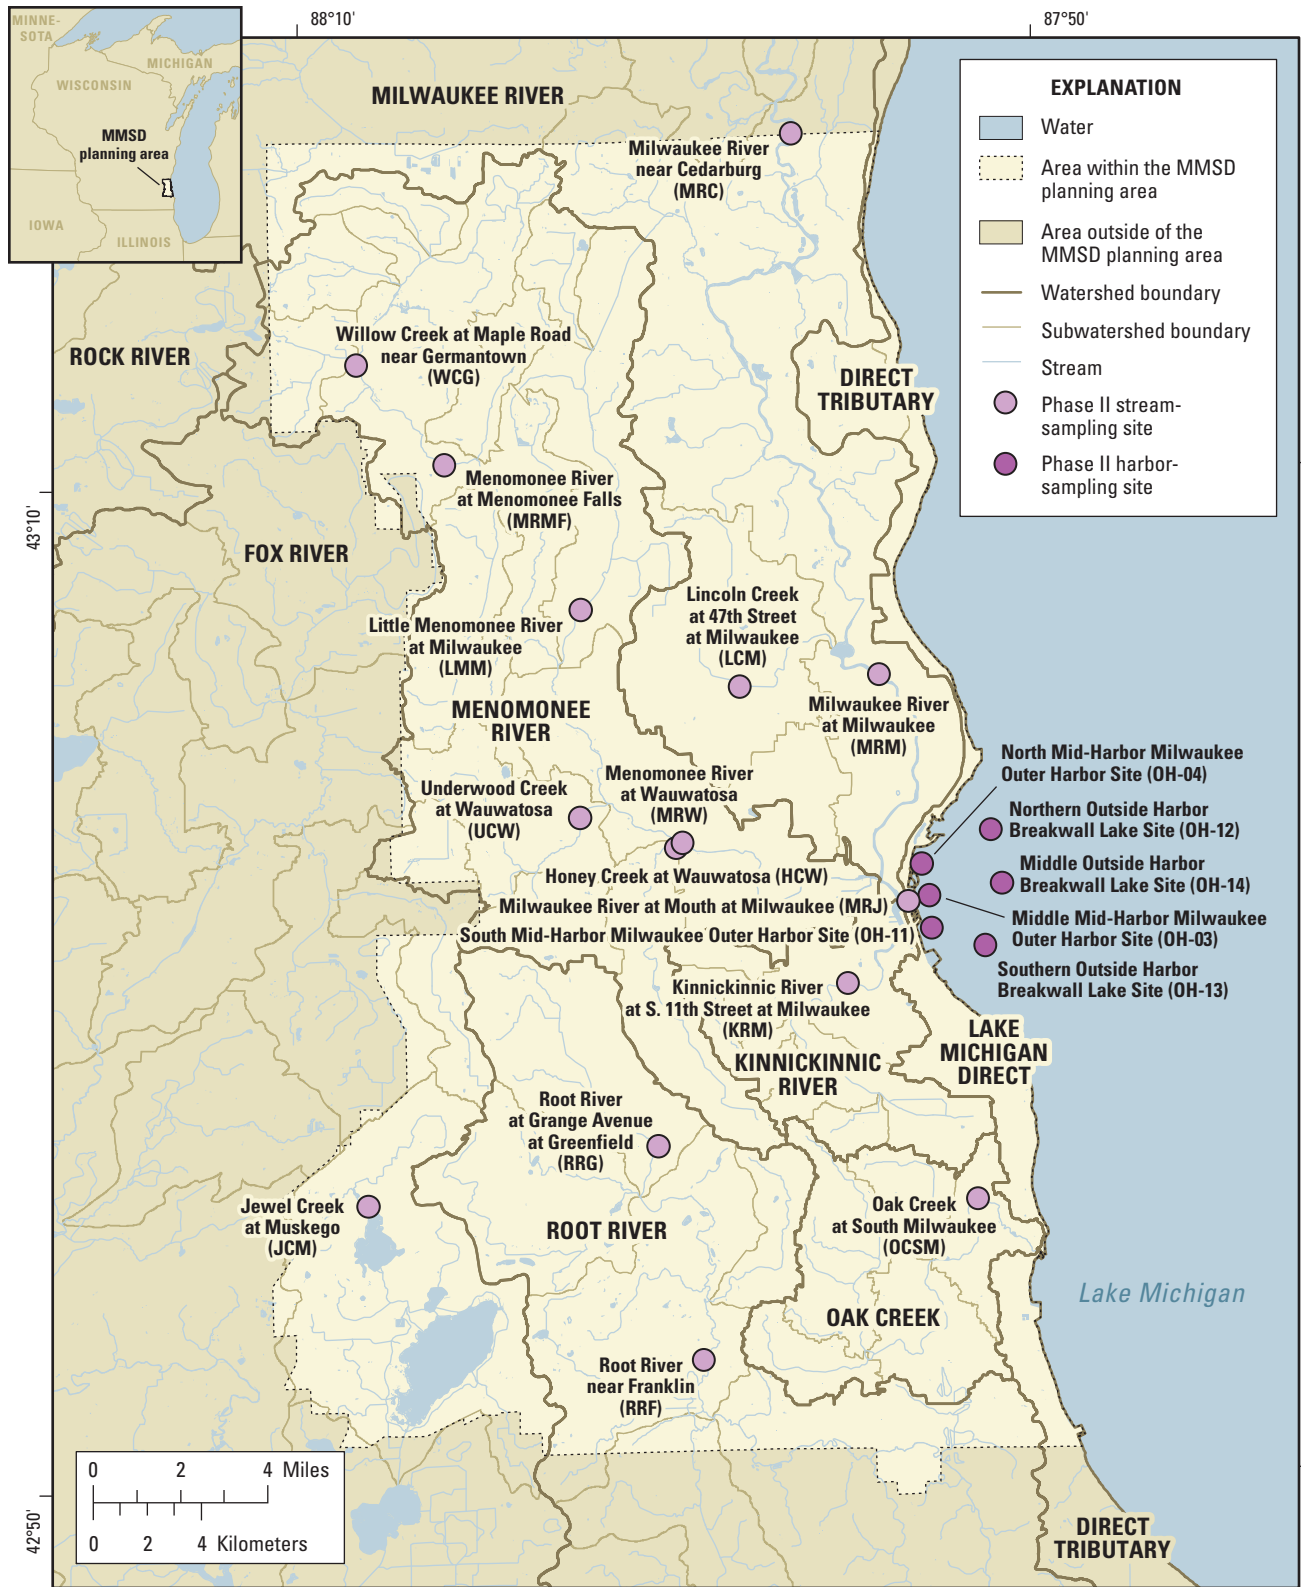 88°10'
87°50'
MINNE-
SOTA
MICHIGAN
WISCONSIN
MMSD
planning area
IOWA
ILLINOIS
EXPLANATION
Water
Area within the MMSD
planning area
Area outside of the
MMSD planning area
Watershed boundary
Subwatershed boundary
Stream
Phase II stream-
sampling site
Phase II harbor-
sampling site
MILWAUKEE RIVER
Milwaukee River
near Cedarburg
(MRC)
Willow Creek at Maple Road
near Germantown
(WCG)
ROCK RIVER
DIRECT
TRIBUTARY
Menomonee River
at Menomonee Falls
(MRMF)
43°10'
FOX RIVER
Lincoln Creek
at 47th Street
at Milwaukee
(LCM)
Little Menomonee River
at Milwaukee
(LMM)
MENOMONEE
RIVER
Milwaukee River
at Milwaukee
(MRM)
North Mid-Harbor Milwaukee
Outer Harbor Site (OH-04)
Menomonee River
at Wauwatosa
(MRW)
Underwood Creek
at Wauwatosa
(UCW)
Northern Outside Harbor
Breakwall Lake Site (OH-12)
Honey Creek at Wauwatosa (HCW)
Middle Outside Harbor
Breakwall Lake Site (OH-14)
Milwaukee River at Mouth at Milwaukee (MRJ)
Middle Mid-Harbor Milwaukee
Outer Harbor Site (OH-03)
South Mid-Harbor Milwaukee Outer Harbor Site (OH-11)
Southern Outside Harbor
Breakwall Lake Site (OH-13)
Kinnickinnic River
at S. 11th Street at Milwaukee
(KRM)
LAKE
MICHIGAN
DIRECT
KINNICKINNIC
RIVER
Root River
at Grange Avenue
at Greenfield
(RRG)
Jewel Creek
at Muskego
(JCM)
Oak Creek
at South Milwaukee
(OCSM)
ROOT RIVER
Lake Michigan
OAK CREEK
Root River
near Franklin
(RRF)
0 2 4 Miles
0 2 4 Kilometers
42°50'
DIRECT
TRIBUTARY